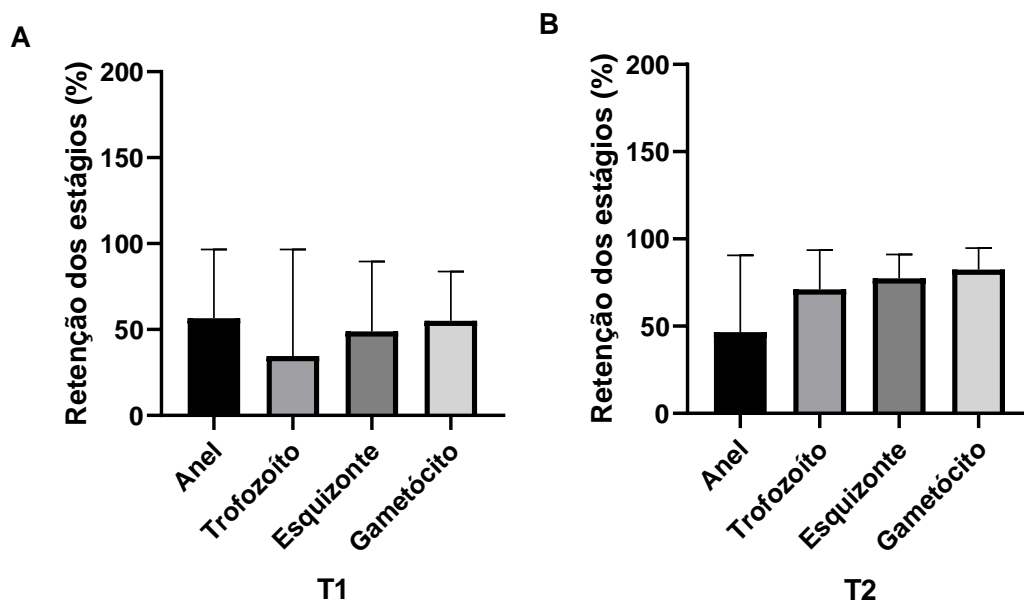 A
Retenção dos estágios (%)
200
150
100
50
0
Anel
Trofozoíto
Esquizonte
Gametócito
T1
B
Retenção dos estágios (%)
200
150
100
50
0
Anel
Trofozoíto
Esquizonte
Gametócito
T2